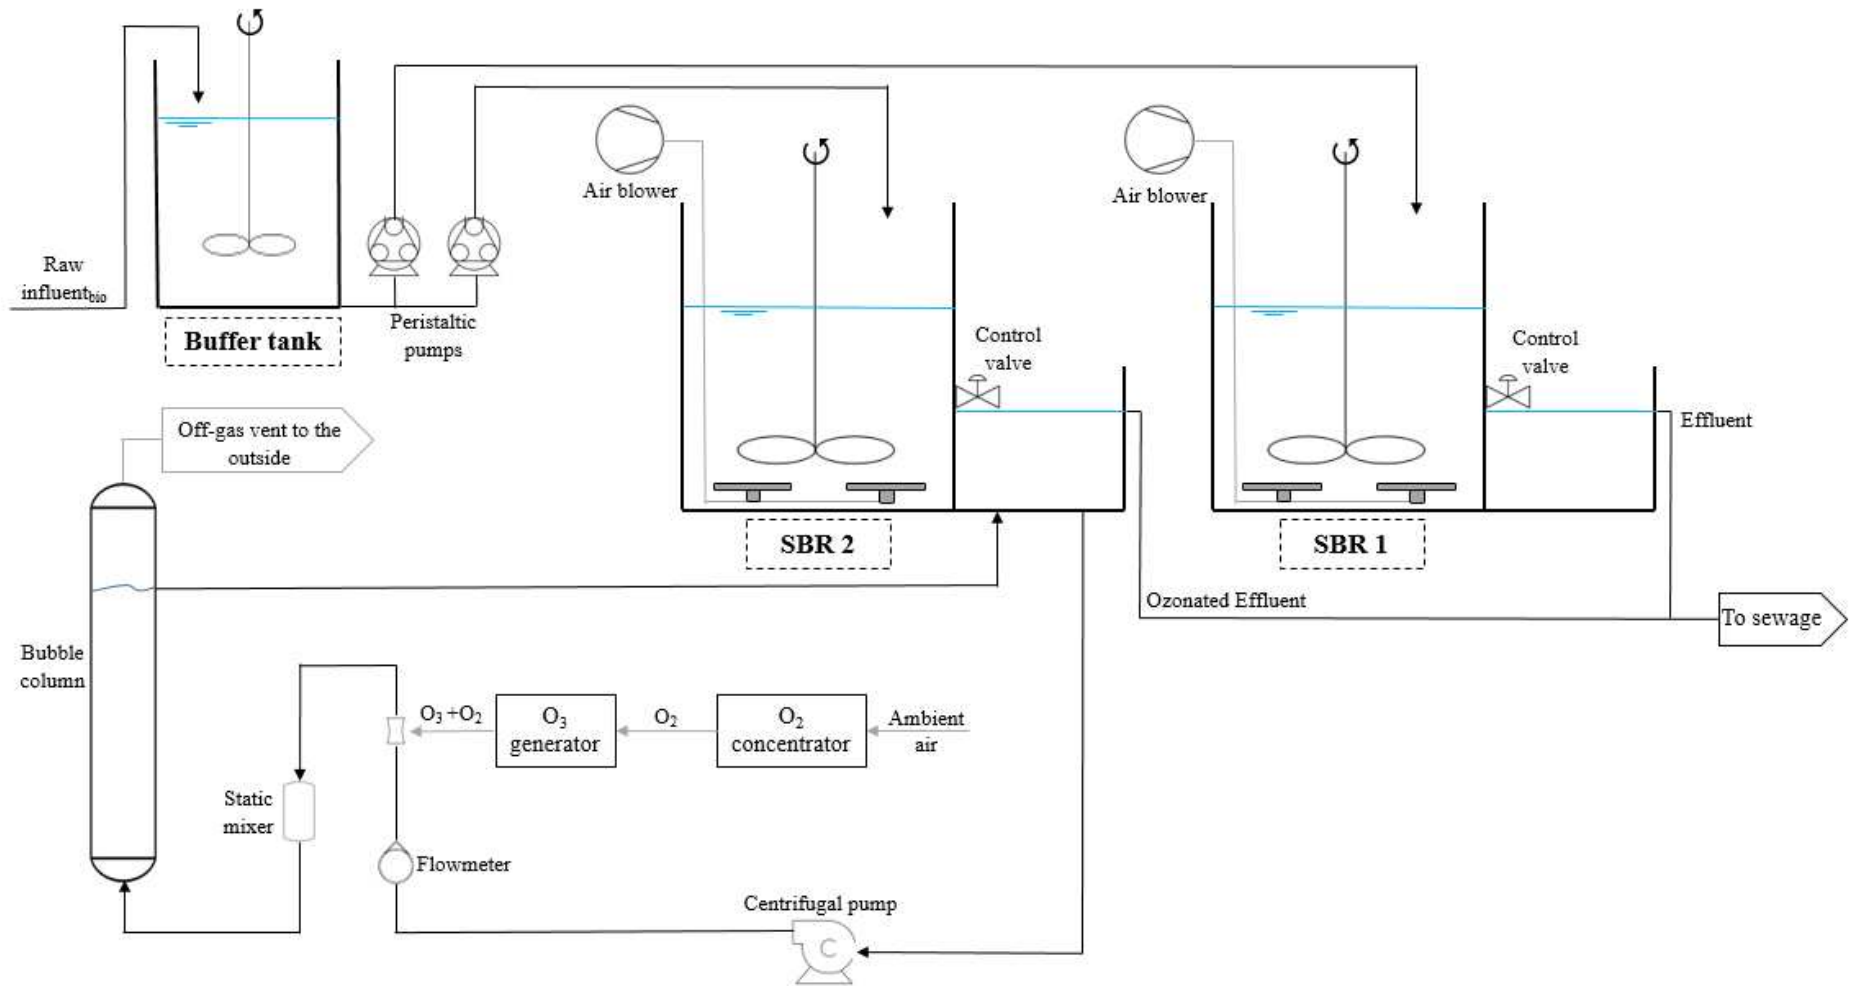 Raw
influent_bio
Buffer tank
Peristaltic
pumps
Air blower
Air blower
Control
valve
Control
valve
Effluent
SBR 2
SBR 1
Off-gas vent to the
outside
Ozonated Effluent
To sewage
Bubble
column
O₃ +O₂
O₃
generator
O₂
O₂
concentrator
Ambient
air
Static
mixer
Flowmeter
Centrifugal pump
C